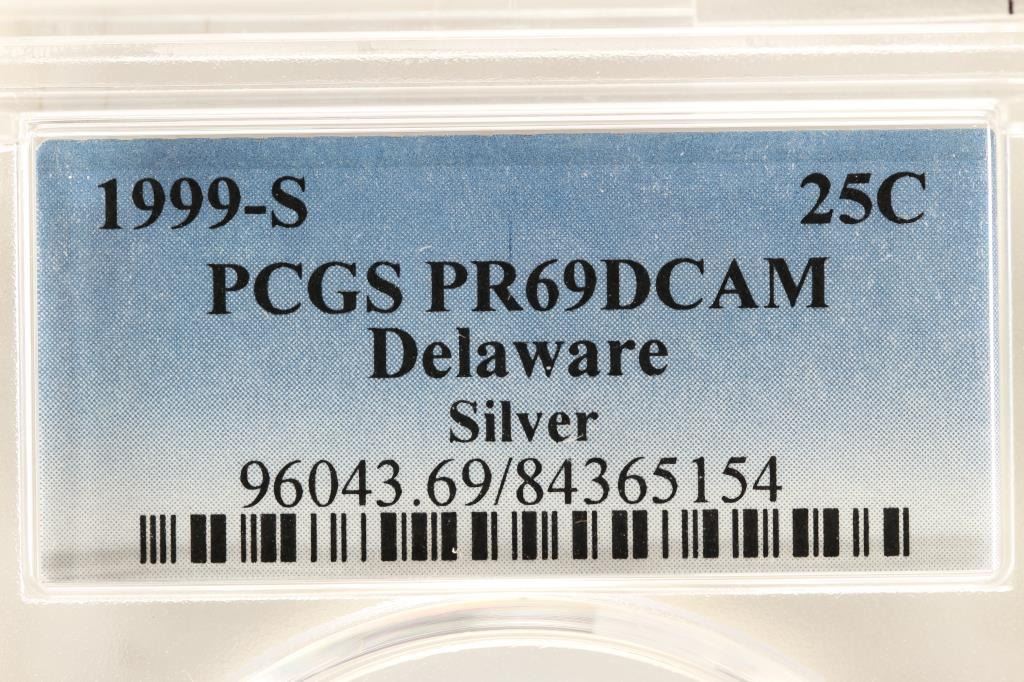 1999-S 25C
PCGS PR69DCAM
Delaware
Silver
96043.69/84365154